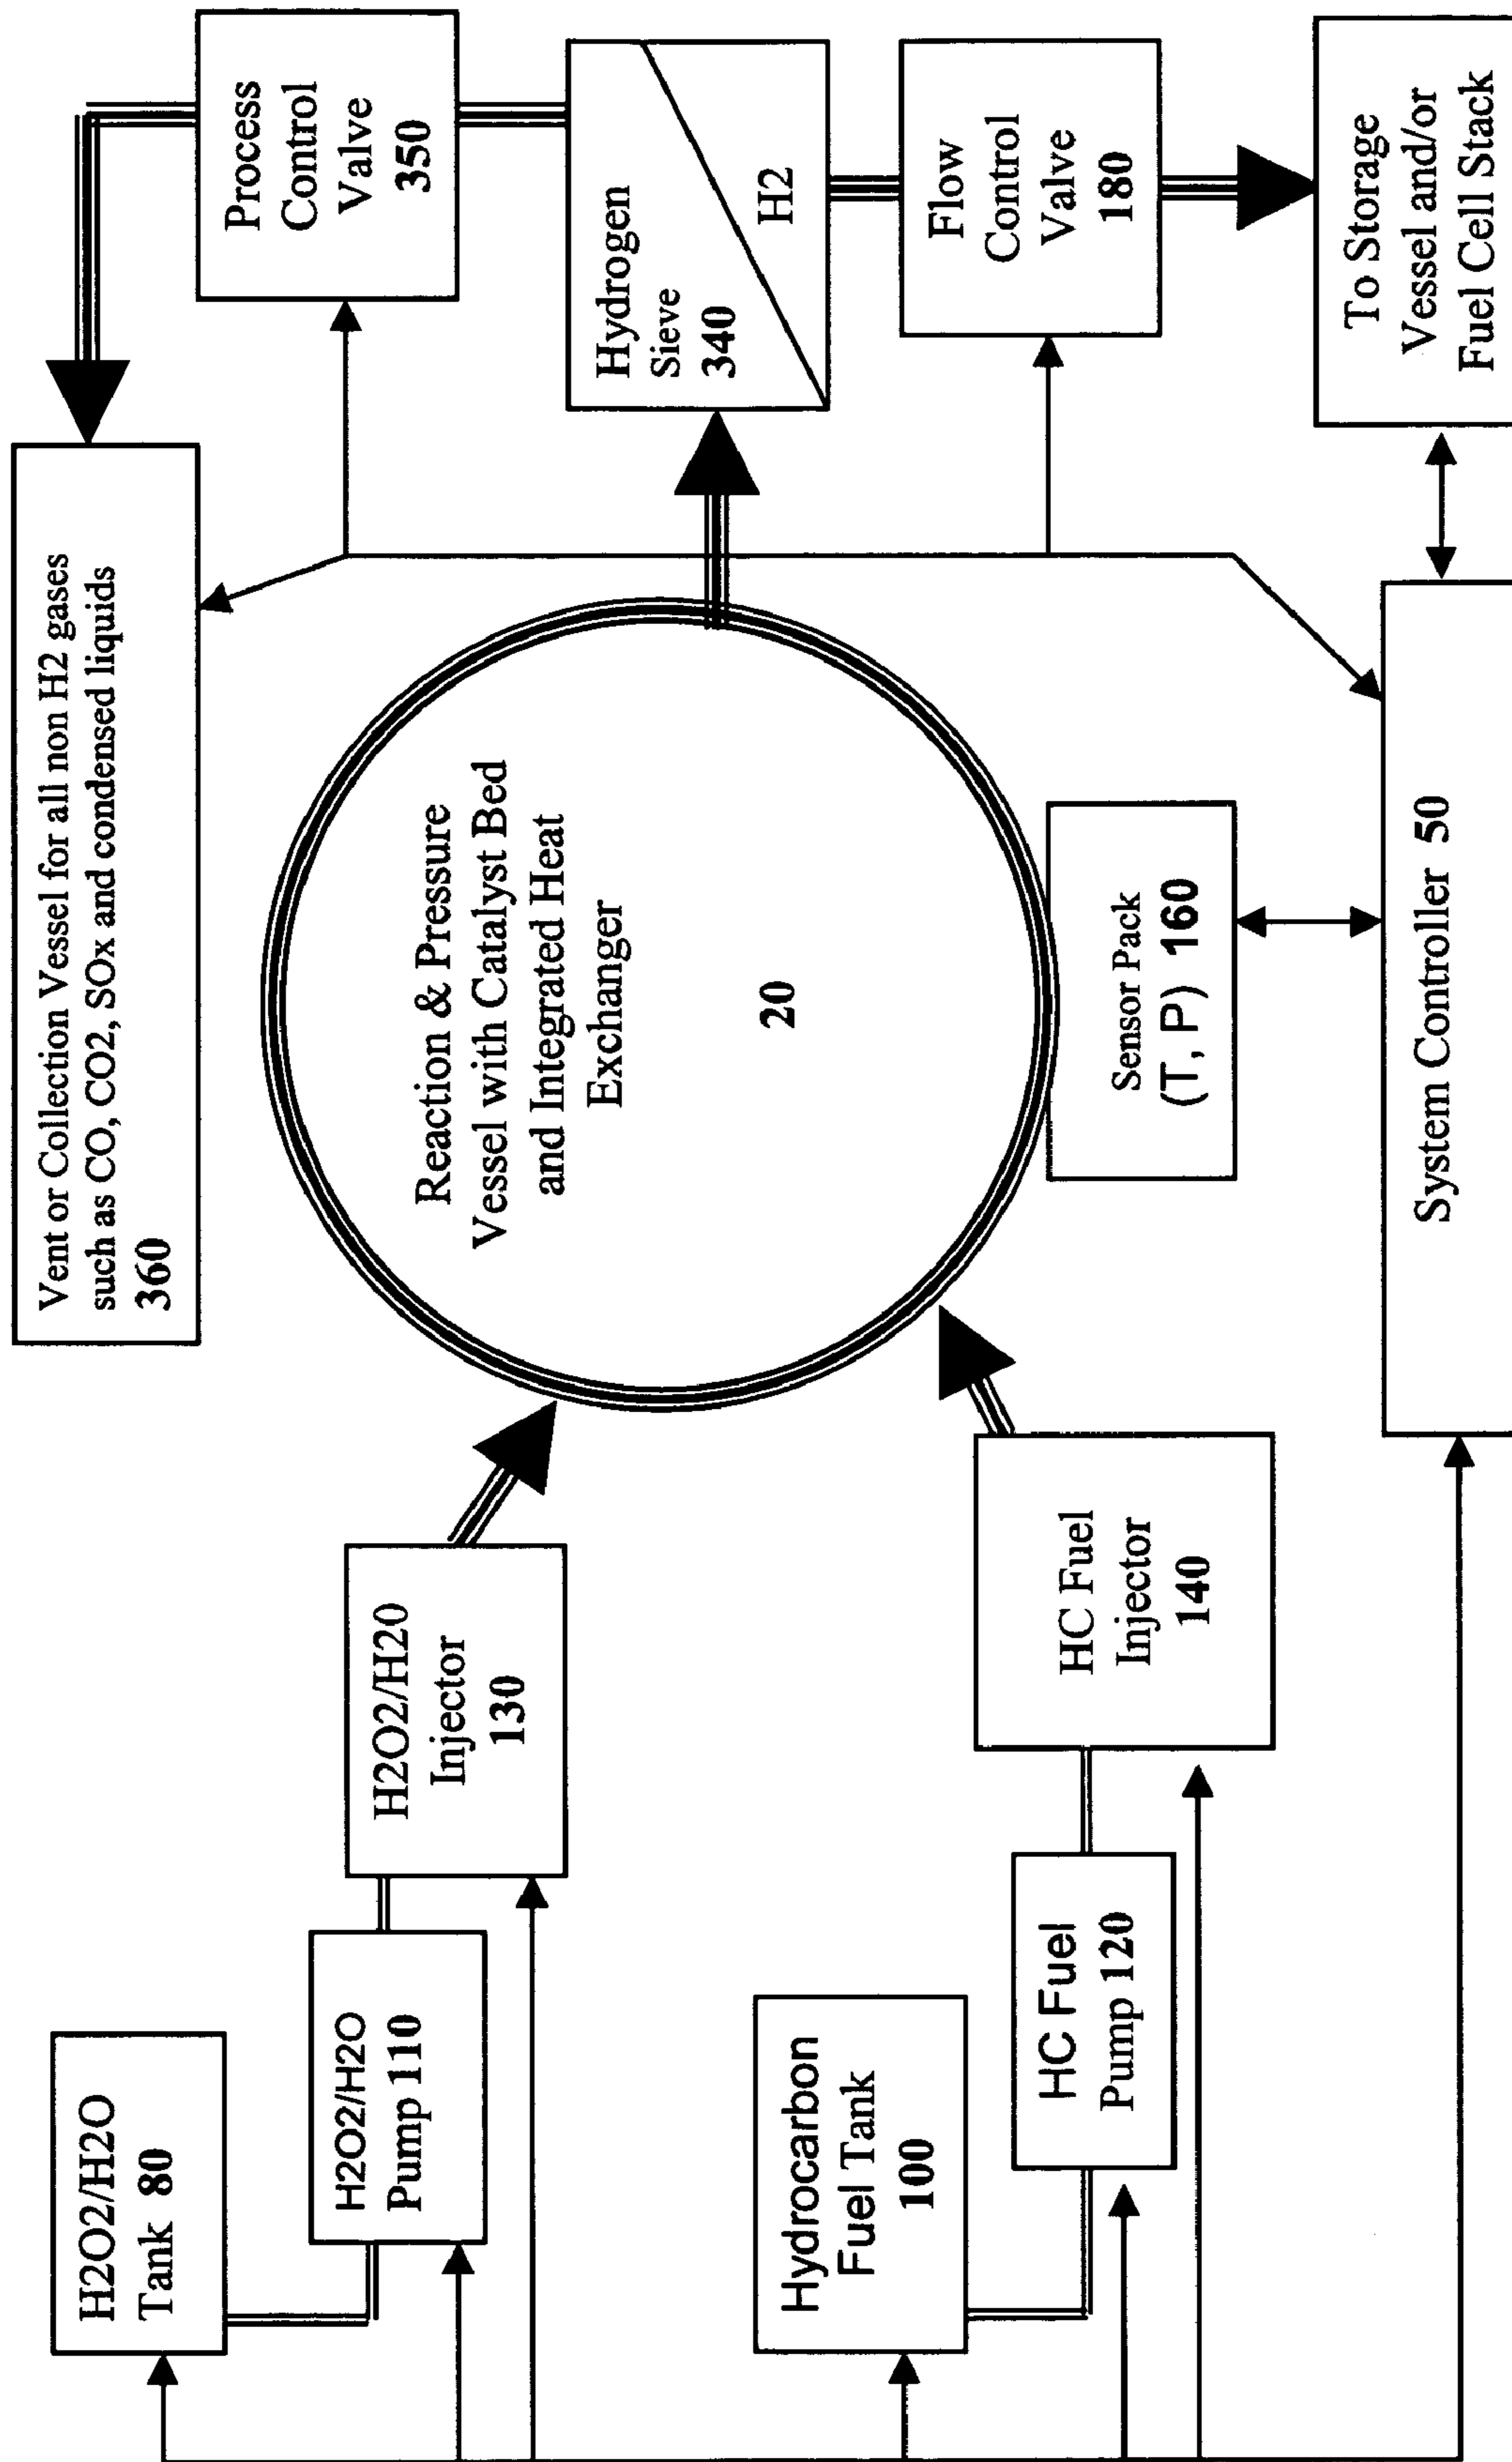 H2O2/H2O
Tank 80
H2O2/H2O
Pump 110
H2O2/H20
Injector
130
Hydrocarbon
Fuel Tank
100
HC Fuel
Pump 120
HC Fuel
Injector
140
Vent or Collection Vessel for all non H2 gases
such as CO, CO2, SOx and condensed liquids
360
Reaction & Pressure
Vessel with Catalyst Bed
and Integrated Heat
Exchanger
20
Sensor Pack
(T, P) 160
System Controller 50
Process
Control
Valve
350
Hydrogen
Sieve
340
H2
Flow
Control
Valve
180
To Storage
Vessel and/or
Fuel Cell Stack